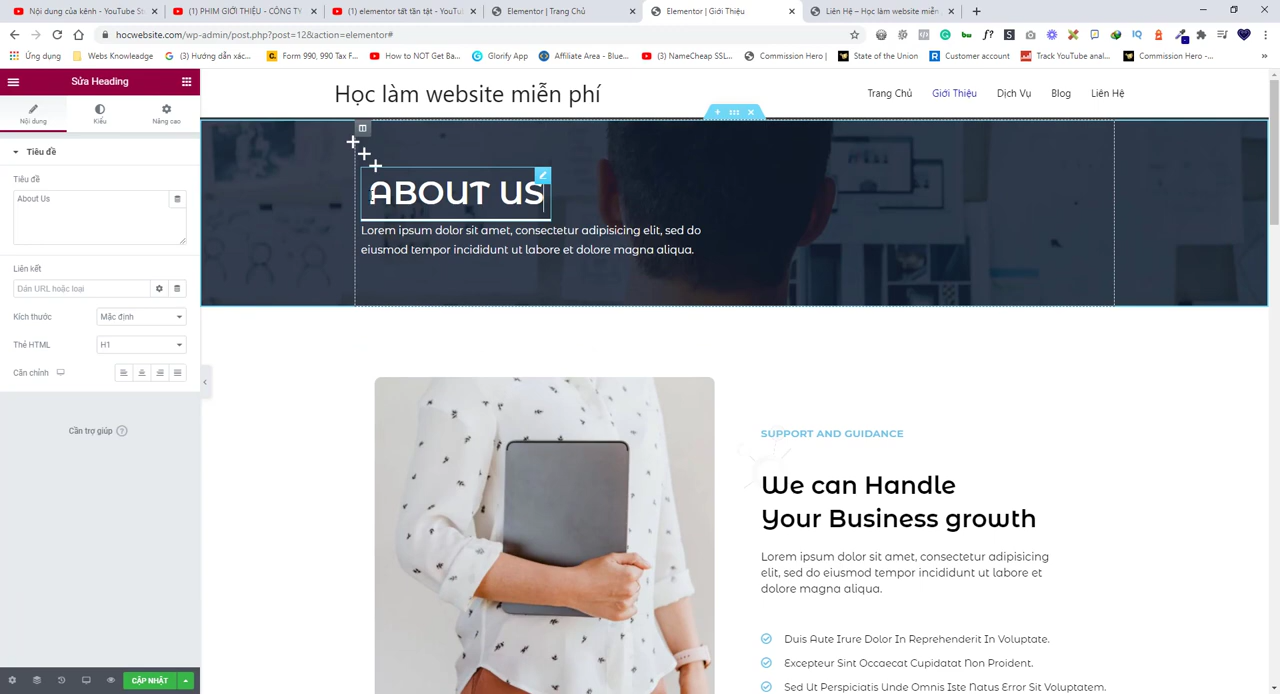 Nội dung của kênh - YouTube St
(1) PHIM GIỚI THIỆU - CÔNG TY
(1) elementor tất tần tật - YouTu
Elementor | Trang Chủ
Elementor | Giới Thiệu
Liên Hệ – Học làm website miễn
hocwebsite.com/wp-admin/post.php?post=12&action=elementor#
Ứng dụng
Webs Knowleadge
(3) Hướng dẫn xác...
Form 990, 990 Tax F...
How to NOT Get Ba...
Glorify App
Affiliate Area -...
(3) NameCheap SSL...
Commission Hero |
State of the Union
Customer account
Track YouTube anal...
Commission Hero -...
Sửa Heading
Nội dung
Kiểu
Nâng cao
Tiêu đề
Tiêu đề
About Us
Liên kết
Dán URL hoặc loại
Kích thước
Mặc định
Thẻ HTML
H1
Căn chỉnh
Cần trợ giúp
CẬP NHẬT
Học làm website miễn phí
Trang Chủ
Giới Thiệu
Dịch Vụ
Blog
Liên Hệ
ABOUT US
Lorem ipsum dolor sit amet, consectetur adipisicing elit, sed do
eiusmod tempor incididunt ut labore et dolore magna aliqua.
SUPPORT AND GUIDANCE
We can Handle
Your Business growth
Lorem ipsum dolor sit amet, consectetur adipisicing
elit, sed do eiusmod tempor incididunt ut labore et
dolore magna aliqua.
Duis Aute Irure Dolor In Reprehenderit In Voluptate.
Excepteur Sint Occaecat Cupidatat Non Proident.
Sed Ut Perspiciatis Unde Omnis Iste Natus Error Sit Voluptatem.